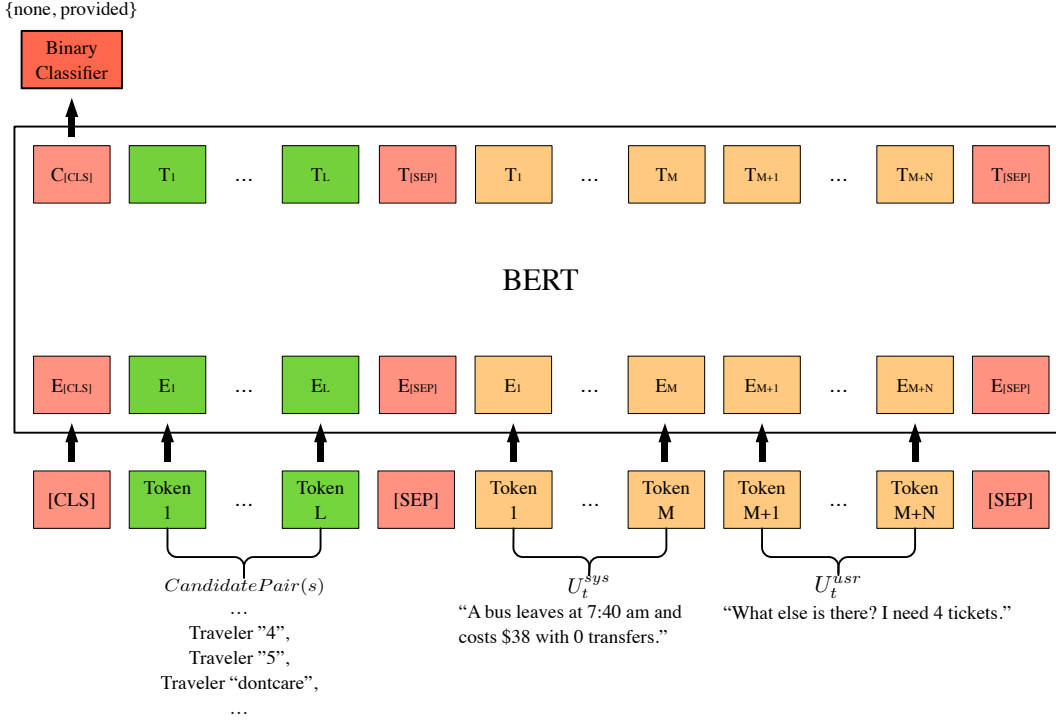 {none, provided}
Binary
Classifier
C[CLS] T1 ... TL T[SEP] T1 ... TM TM+1 ... TM+N T[SEP]
BERT
E[CLS] E1 ... EL E[SEP] E1 ... EM EM+1 ... EM+N E[SEP]
[CLS] Token 1 ... Token L [SEP] Token 1 ... Token M Token M+1 ... Token M+N [SEP]
CandidatePair(s)
...
Traveler ”4”,
Traveler ”5”,
Traveler “dontcare”,
...
U_t^{sys}
“A bus leaves at 7:40 am and
costs $38 with 0 transfers.”
U_t^{usr}
“What else is there? I need 4 tickets.”